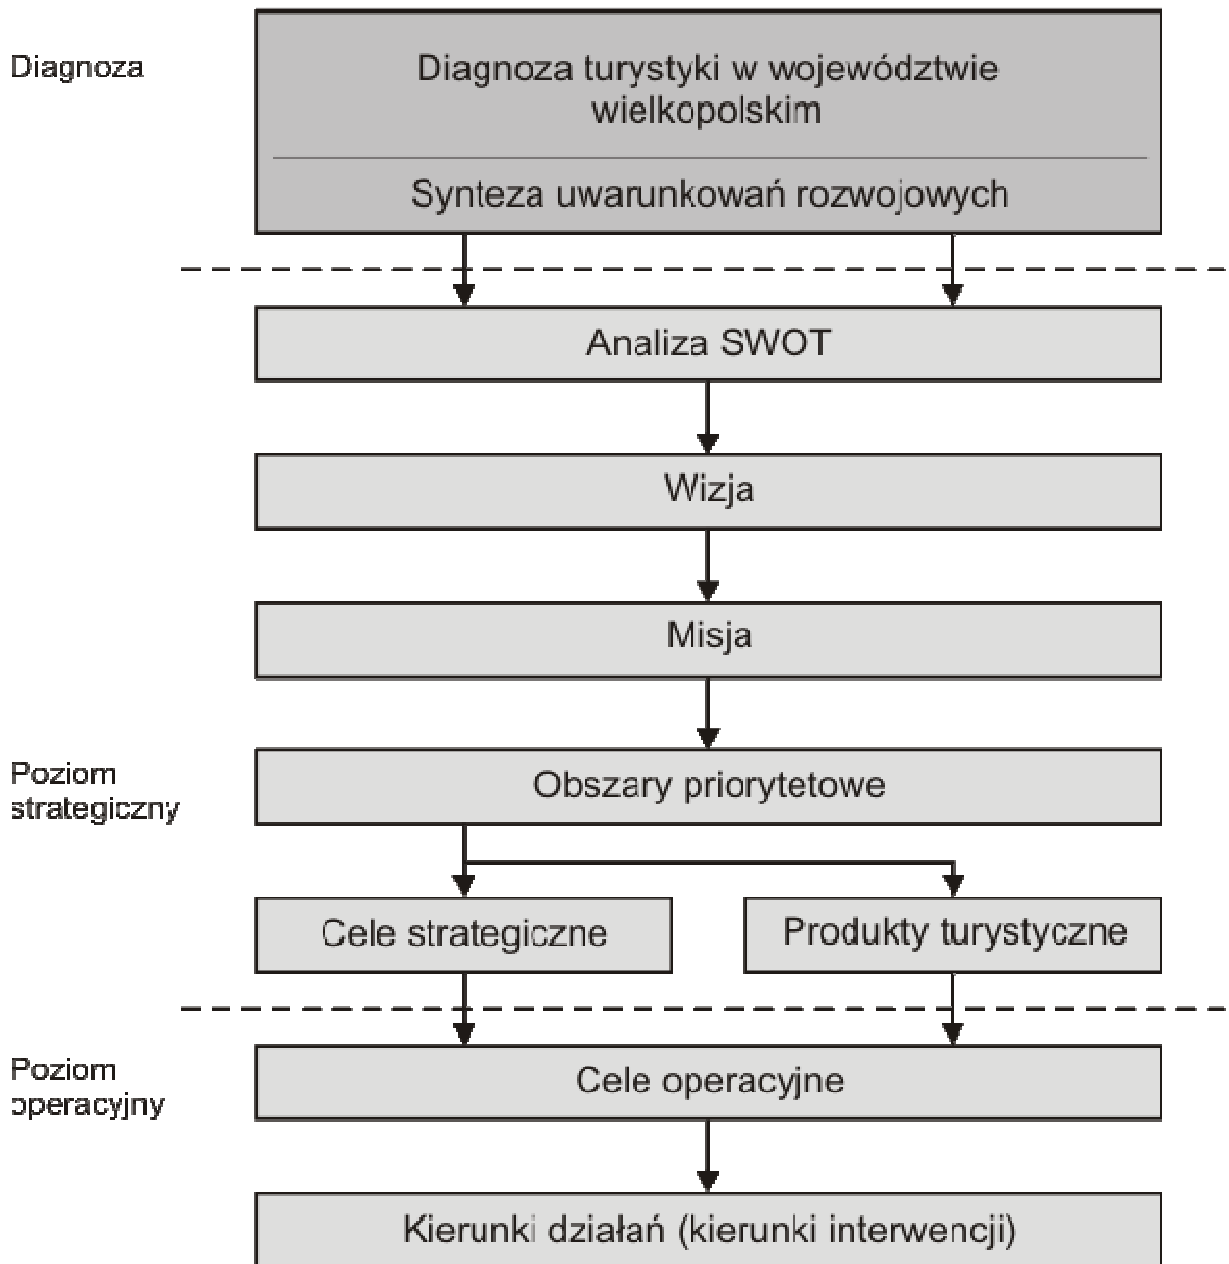 Diagnoza
Diagnoza turystyki w województwie
wielkopolskim
Synteza uwarunkowań rozwojowych
Analiza SWOT
Wizja
Misja
Poziom
strategiczny
Obszary priorytetowe
Cele strategiczne
Produkty turystyczne
Poziom
operacyjny
Cele operacyjne
Kierunki działań (kierunki interwencji)